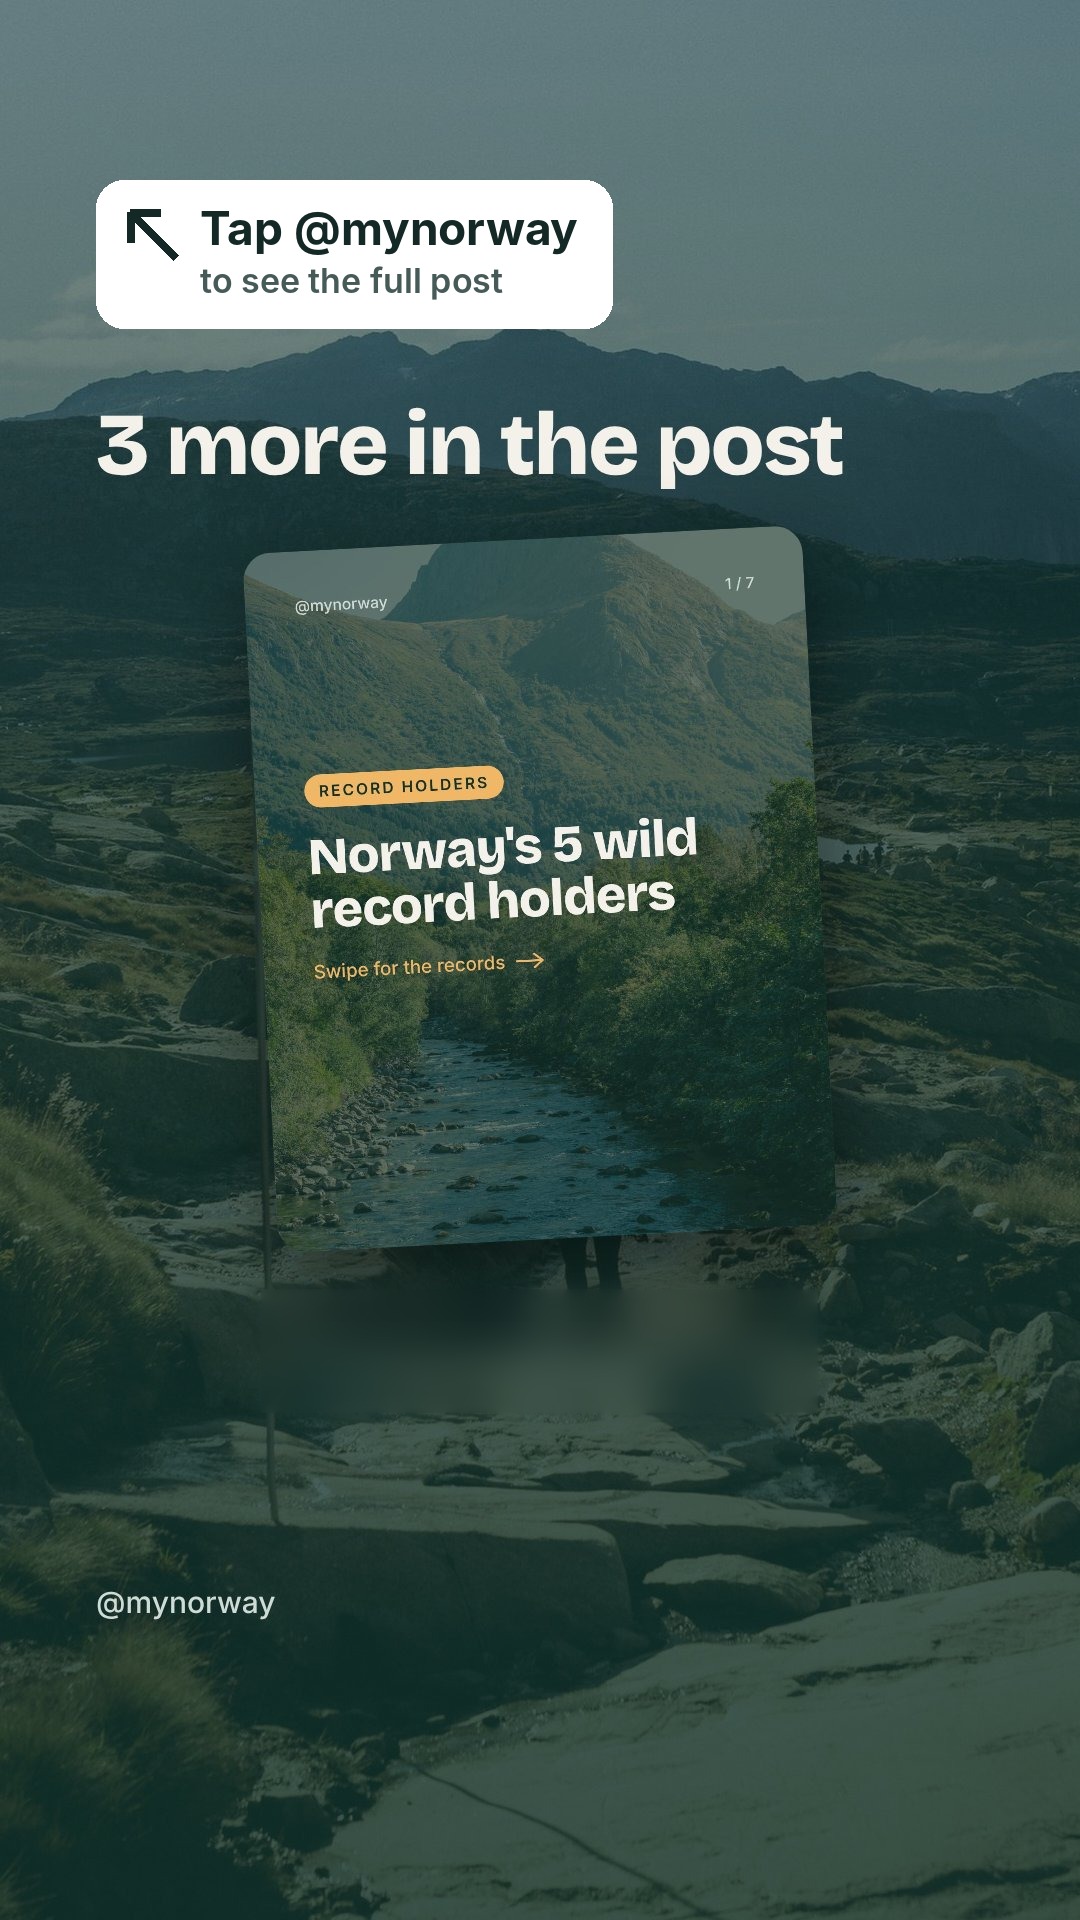 Tap @mynorway
to see the full post
3 more in the post
@mynorway
1 / 7
RECORD HOLDERS
Norway's 5 wild
record holders
Swipe for the records
@mynorway